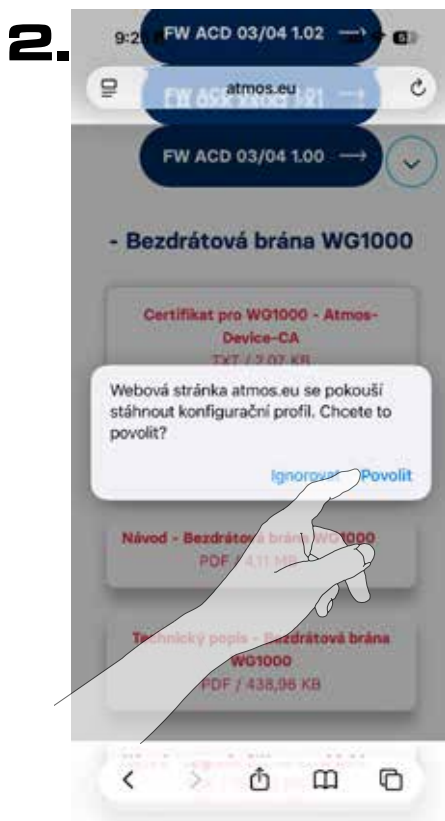 2.
9:2
FW ACD 03/04 1.02 →
atmos.eu
FW ACD 03/04 1.00 →
- Bezdrátová brána WG1000
Certifikat pro WG1000 - Atmos-
Device-CA
TXT / 2,07 KB
Webová stránka atmos.eu se pokouší
stáhnout konfigurační profil. Chcete to
povolit?
Ignorovat Povolit
Návod - Bezdrátová brána WG1000
PDF / 4,11 MB
Technický popis - Bezdrátová brána
WG1000
PDF / 438,96 KB